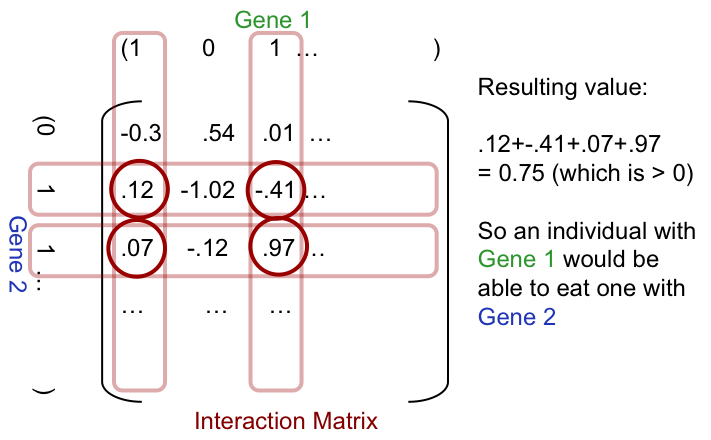 Gene 1
(1 0 1 … )
Resulting value:
(0 1 1 … )
Gene 2
-0.3 .54 .01 …
.12 -1.02 -.41 …
.07 -.12 .97 ..
… … …
.12+-.41+.07+.97
= 0.75 (which is > 0)
So an individual with
Gene 1 would be
able to eat one with
Gene 2
Interaction Matrix